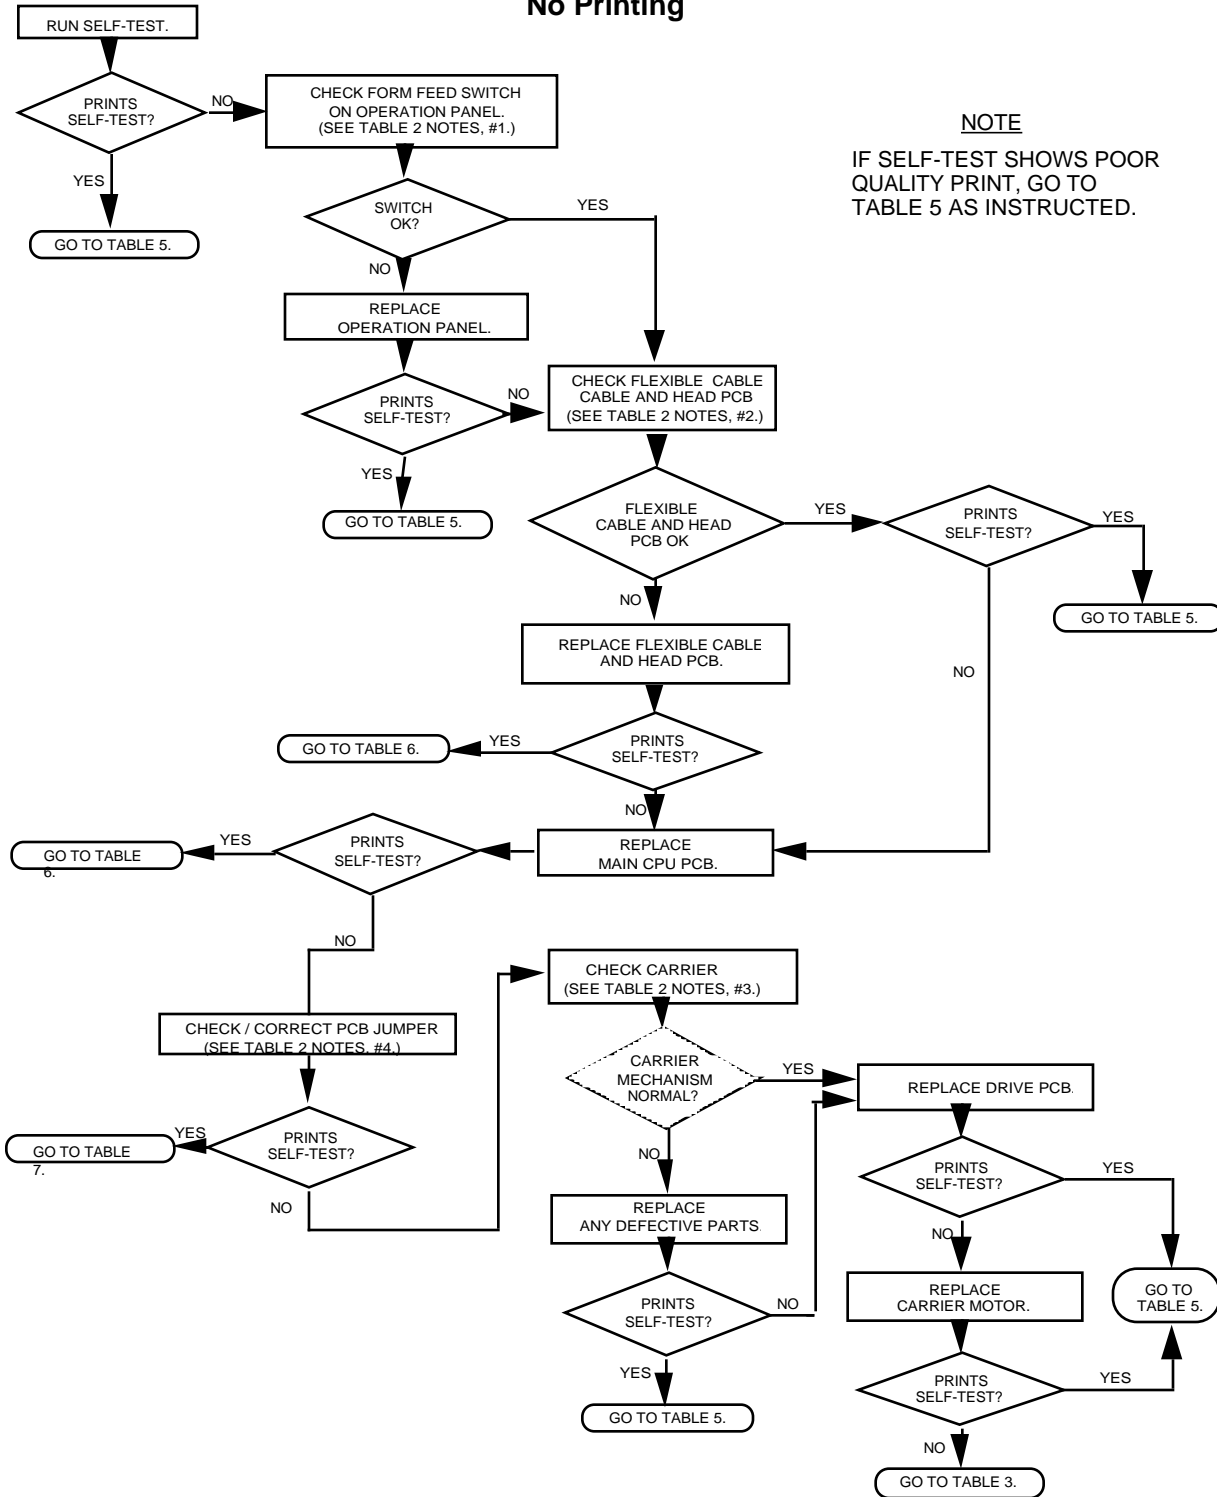 No Printing
RUN SELF-TEST.
PRINTS
SELF-TEST?
NO
YES
GO TO TABLE 5.
CHECK FORM FEED SWITCH
ON OPERATION PANEL.
(SEE TABLE 2 NOTES, #1.)
NOTE
IF SELF-TEST SHOWS POOR
QUALITY PRINT, GO TO
TABLE 5 AS INSTRUCTED.
SWITCH
OK?
YES
NO
REPLACE
OPERATION PANEL.
PRINTS
SELF-TEST?
NO
YES
GO TO TABLE 5.
CHECK FLEXIBLE CABLE
CABLE AND HEAD PCB
(SEE TABLE 2 NOTES, #2.)
FLEXIBLE
CABLE AND HEAD
PCB OK
YES
NO
PRINTS
SELF-TEST?
YES
GO TO TABLE 5.
NO
REPLACE FLEXIBLE CABLE
AND HEAD PCB.
PRINTS
SELF-TEST?
YES
GO TO TABLE 6.
NO
REPLACE
MAIN CPU PCB.
PRINTS
SELF-TEST?
YES
GO TO TABLE
6.
NO
CHECK / CORRECT PCB JUMPER
(SEE TABLE 2 NOTES, #4.)
PRINTS
SELF-TEST?
YES
GO TO TABLE
7.
NO
CHECK CARRIER
(SEE TABLE 2 NOTES, #3.)
CARRIER
MECHANISM
NORMAL?
YES
NO
REPLACE
ANY DEFECTIVE PARTS.
PRINTS
SELF-TEST?
NO
YES
GO TO TABLE 5.
REPLACE DRIVE PCB.
PRINTS
SELF-TEST?
YES
NO
REPLACE
CARRIER MOTOR.
GO TO
TABLE 5.
PRINTS
SELF-TEST?
YES
NO
GO TO TABLE 3.